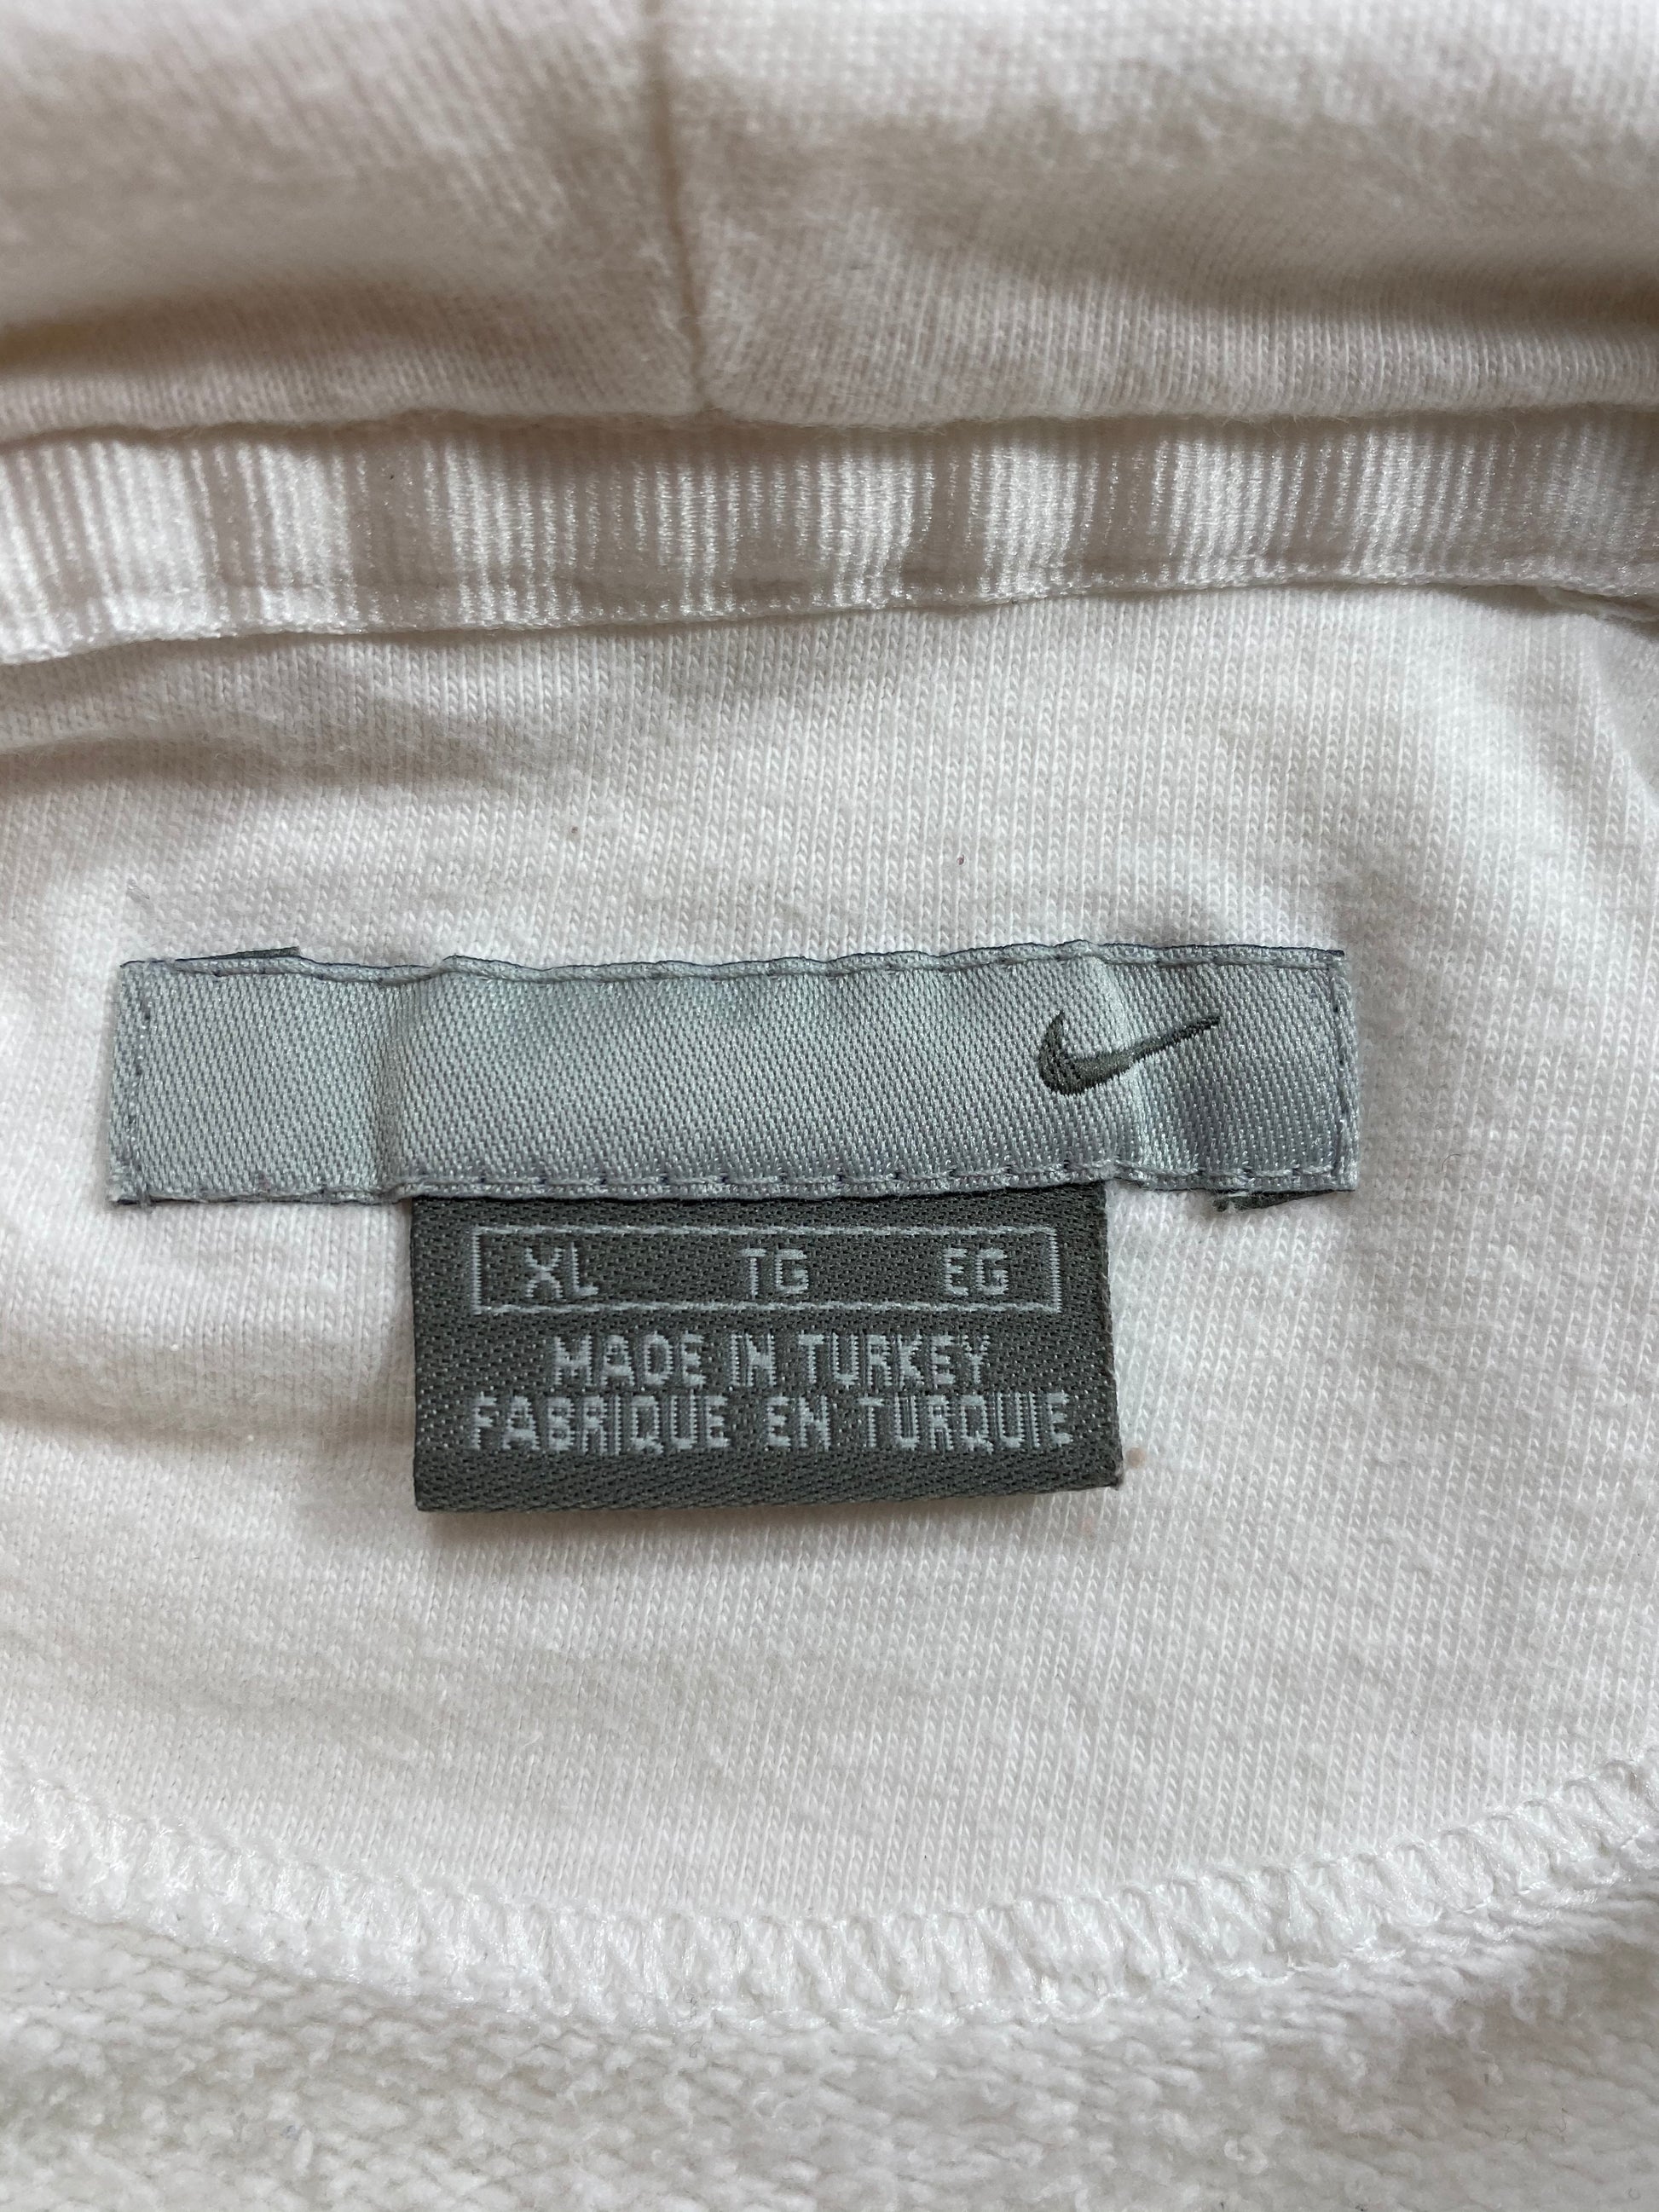 XL TG EG
MADE IN TURKEY
FABRIQUE EN TURQUIE